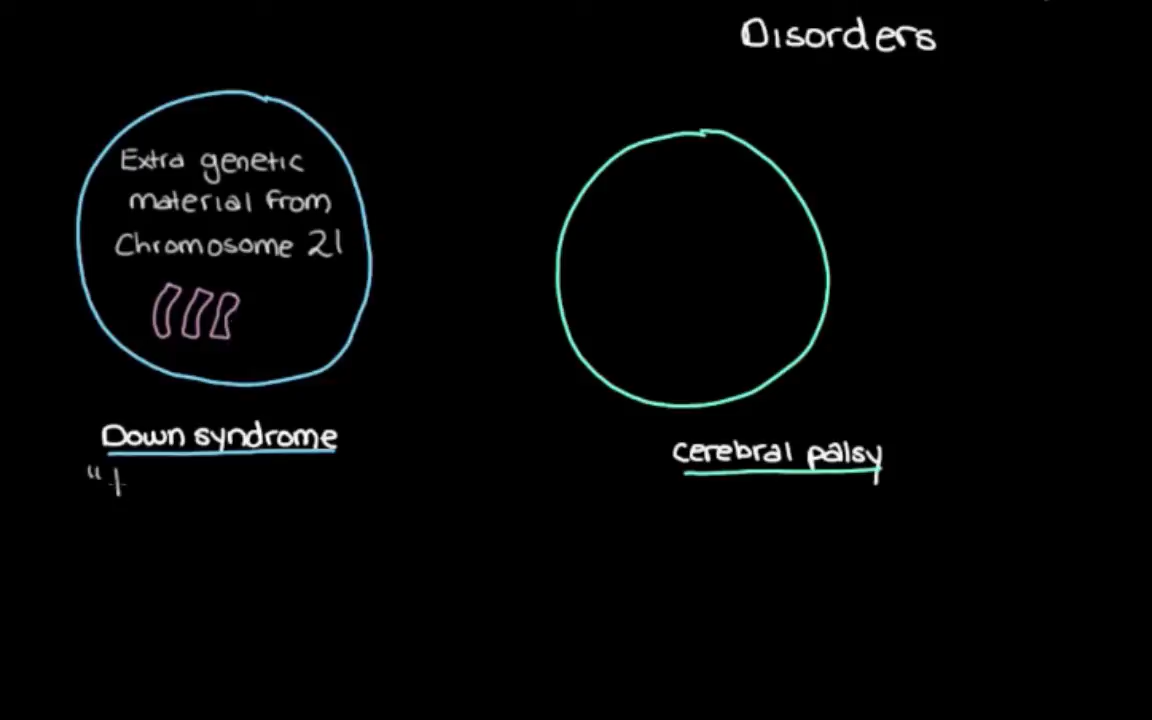 Disorders
Extra genetic
material from
Chromosome 21
Down syndrome
"t
cerebral palsy